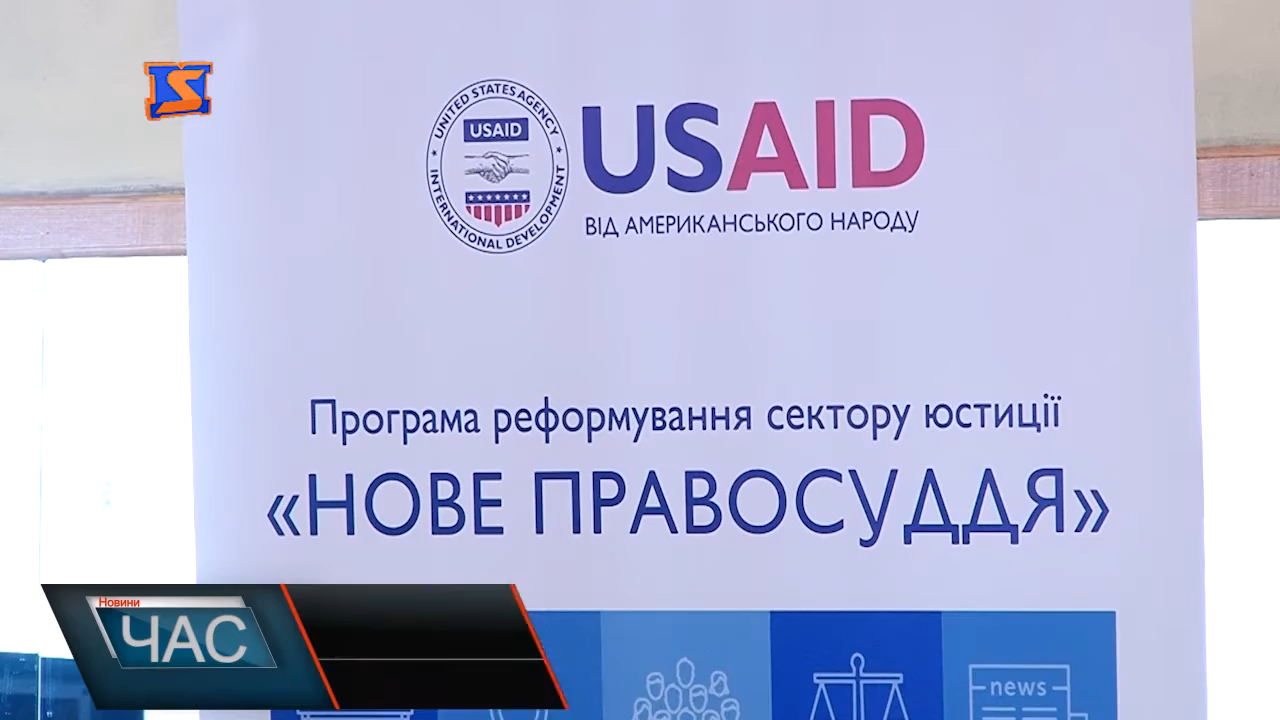 UNITED STATES AGENCY
USAID
INTERNATIONAL DEVELOPMENT
USAID
ВІД АМЕРИКАНСЬКОГО НАРОДУ
Програма реформування сектору юстиції
«НОВЕ ПРАВОСУДДЯ»
news
Новини
ЧАС